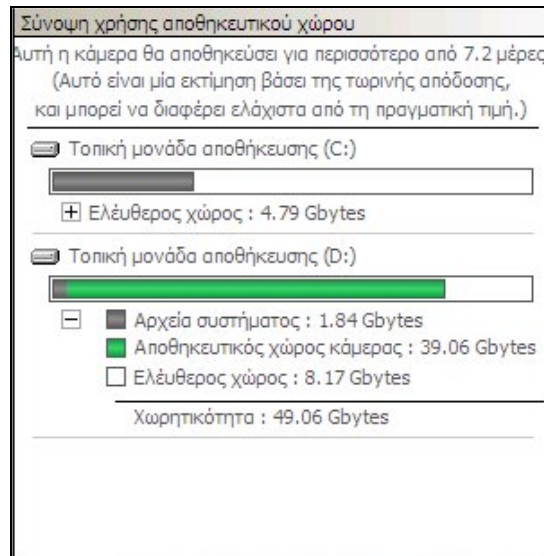 Σύνοψη χρήσης αποθηκευτικού χώρου
Αυτή η κάμερα θα αποθηκεύσει για περισσότερο από 7.2 μέρες
(Αυτό είναι μία εκτίμηση βάσει της τωρινής απόδοσης,
και μπορεί να διαφέρει ελάχιστα από τη πραγματική τιμή.)
Τοπική μονάδα αποθήκευσης (C:)
Ελέυθερος χώρος : 4.79 Gbytes
Τοπική μονάδα αποθήκευσης (D:)
Αρχεία συστήματος : 1.84 Gbytes
Αποθηκευτικός χώρος κάμερας : 39.06 Gbytes
Ελέυθερος χώρος : 8.17 Gbytes
Χωρητικότητα : 49.06 Gbytes